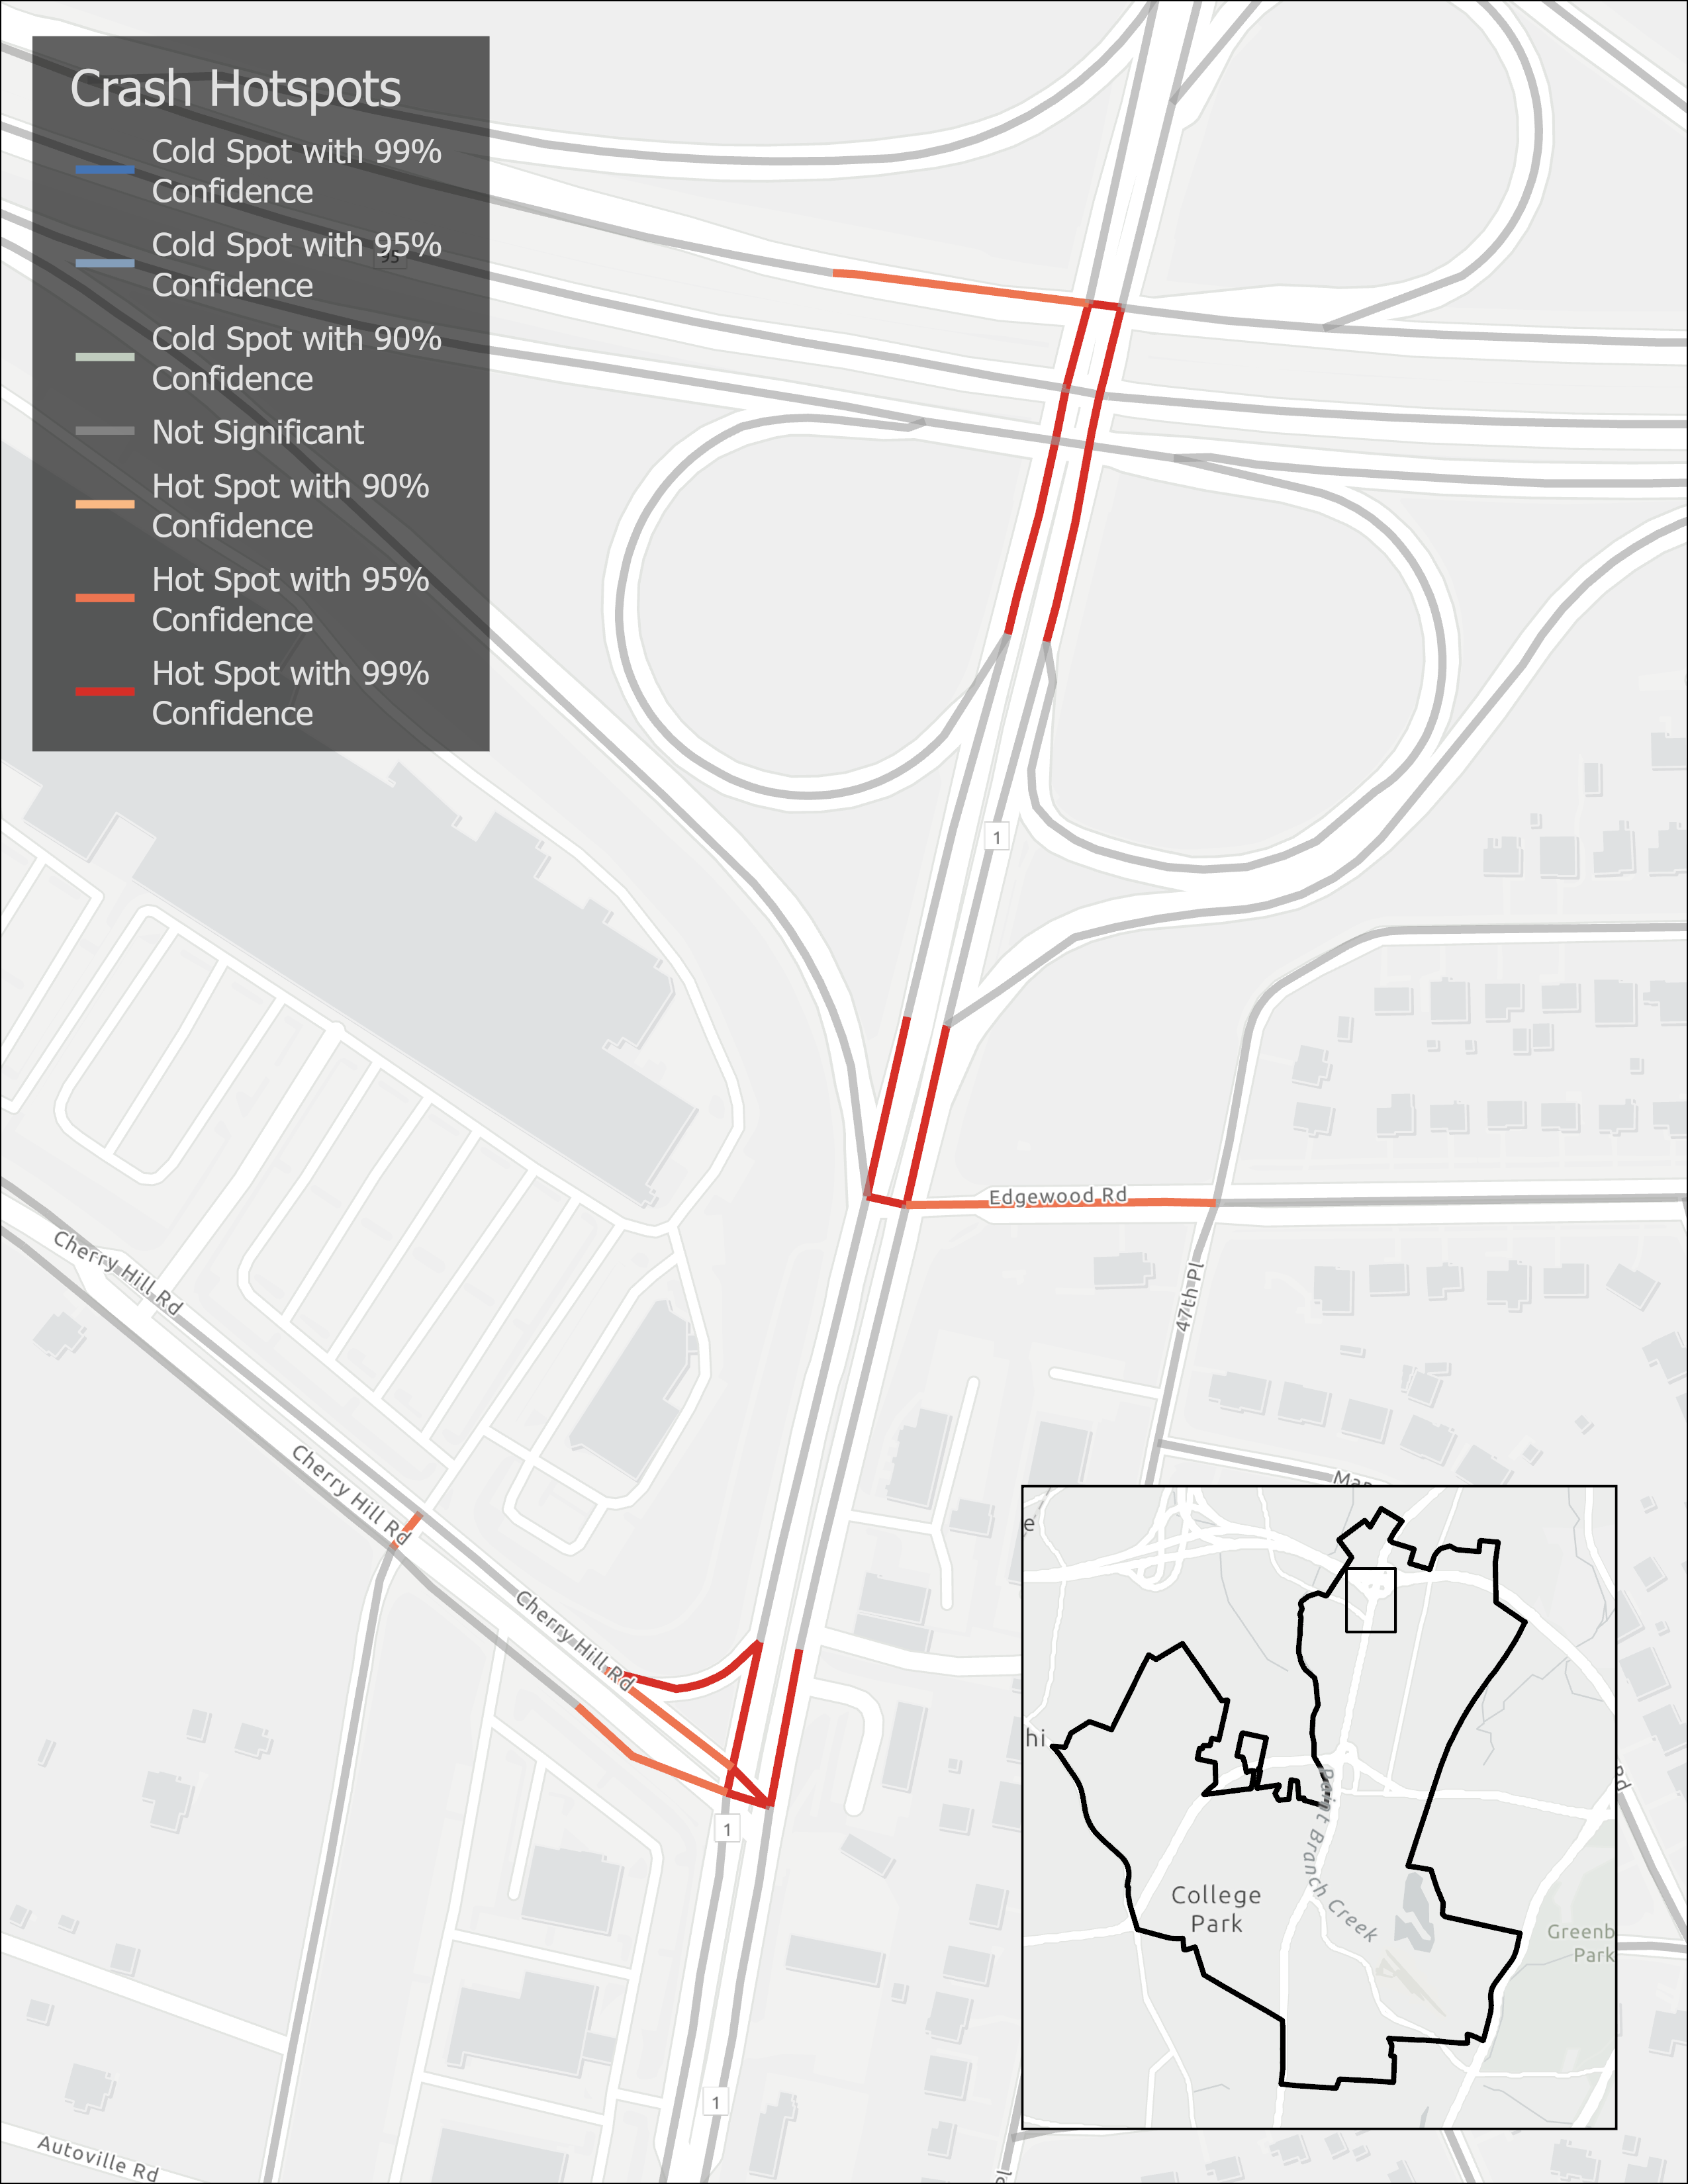 Crash Hotspots
Cold Spot with 99%
Confidence
Cold Spot with 95%
Confidence
95
Cold Spot with 90%
Confidence
Not Significant
Hot Spot with 90%
Confidence
Hot Spot with 95%
Confidence
Hot Spot with 99%
Confidence
1
Edgewood Rd
Cherry Hill Rd
47th Pl
Cherry Hill Rd
Cherry Hill Rd
1
1
Autoville Rd
Pl
Rd
e
hi
Paint Branch Creek
College
Park
Greenb
Park